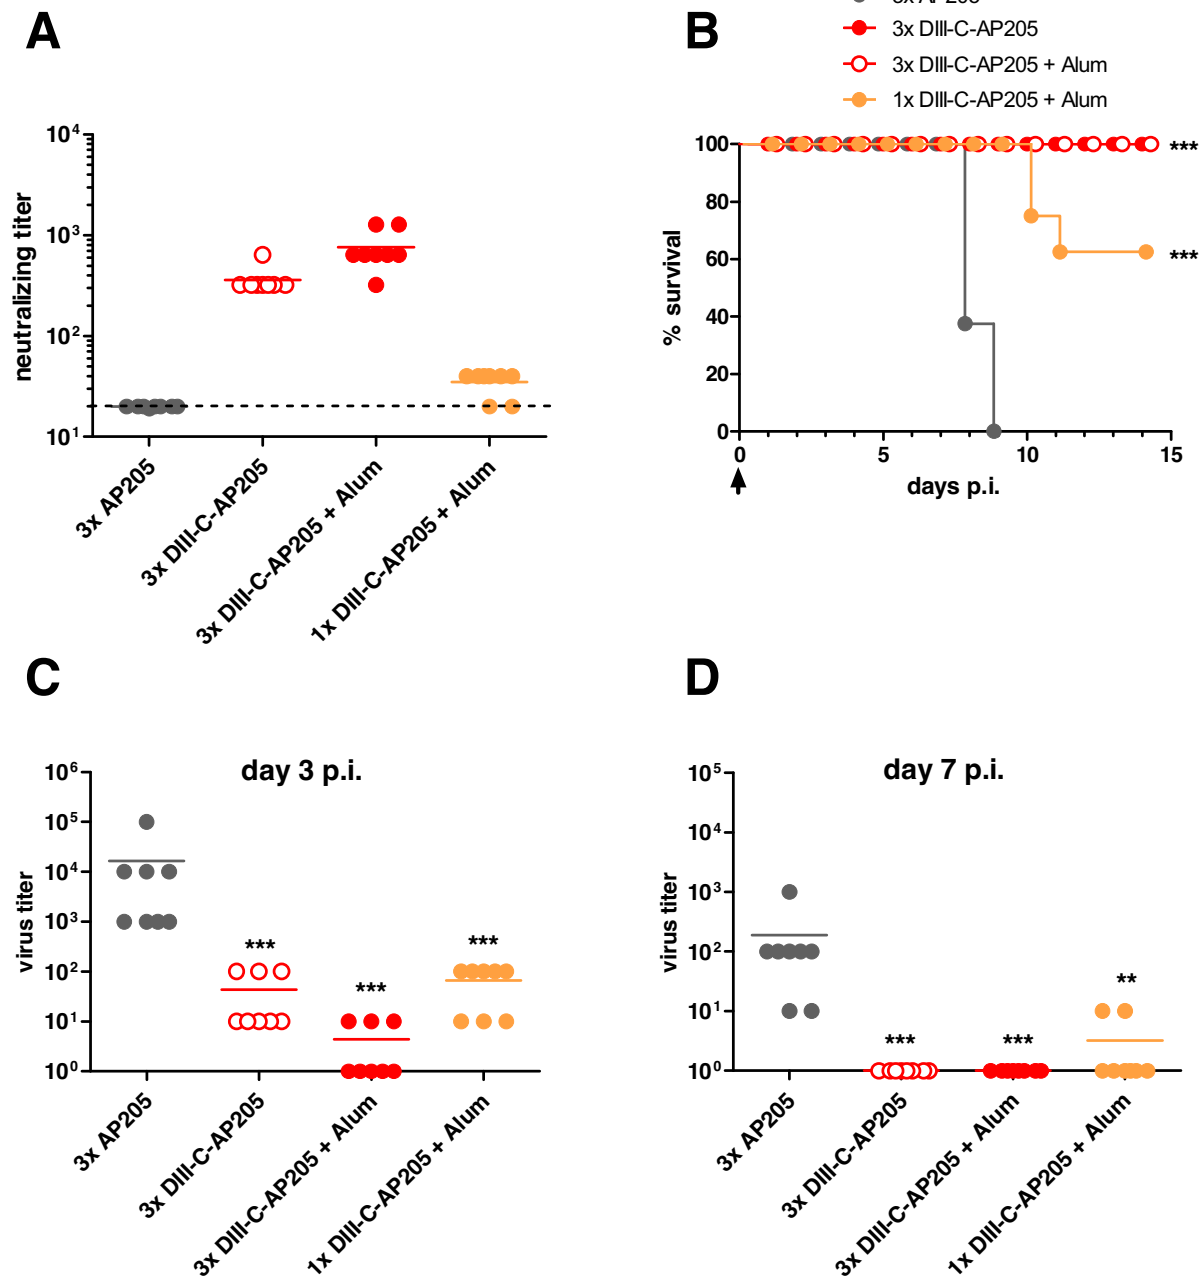 A
B
3x DIII-C-AP205
3x DIII-C-AP205 + Alum
1x DIII-C-AP205 + Alum
neutralizing titer
10⁴
10³
10²
10¹
3x AP205
3x DIII-C-AP205
3x DIII-C-AP205 + Alum
1x DIII-C-AP205 + Alum
% survival
100
80
60
40
20
0
***
***
0
5
10
15
days p.i.
C
D
day 3 p.i.
virus titer
10⁶
10⁵
10⁴
10³
10²
10¹
10⁰
***
***
***
3x AP205
3x DIII-C-AP205
3x DIII-C-AP205 + Alum
1x DIII-C-AP205 + Alum
day 7 p.i.
virus titer
10⁵
10⁴
10³
10²
10¹
10⁰
***
***
**
3x AP205
3x DIII-C-AP205
3x DIII-C-AP205 + Alum
1x DIII-C-AP205 + Alum